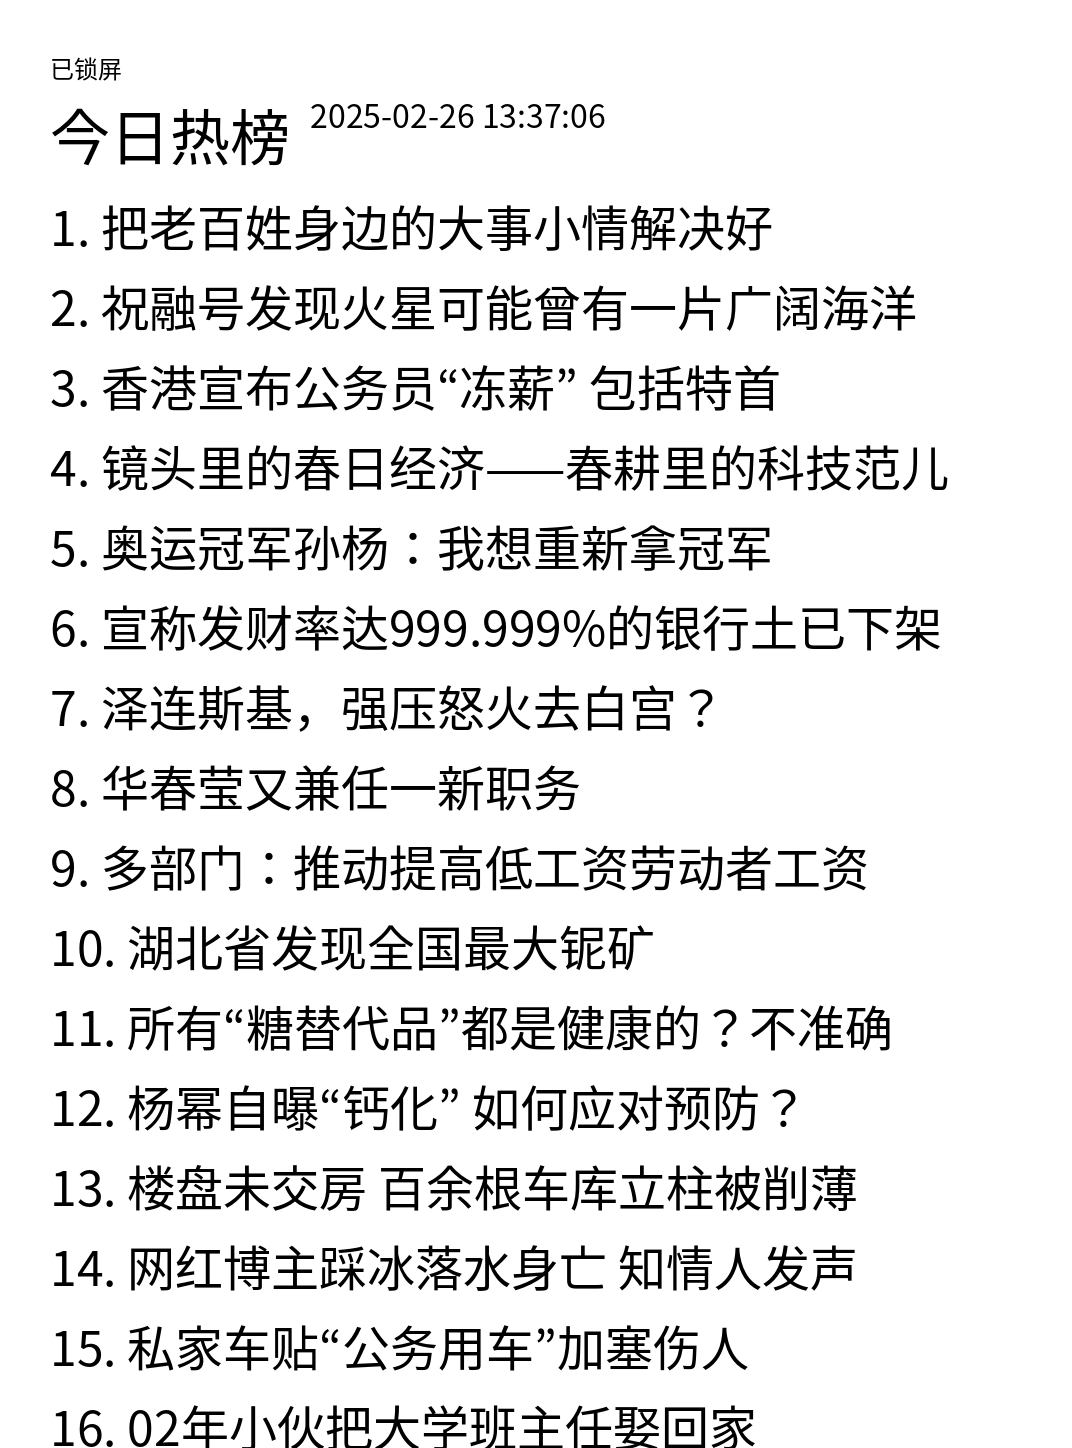 已锁屏
今日热榜 2025-02-26 13:37:06
1. 把老百姓身边的大事小情解决好
2. 祝融号发现火星可能曾有一片广阔海洋
3. 香港宣布公务员“冻薪” 包括特首
4. 镜头里的春日经济——春耕里的科技范儿
5. 奥运冠军孙杨：我想重新拿冠军
6. 宣称发财率达999.999%的银行土已下架
7. 泽连斯基，强压怒火去白宫？
8. 华春莹又兼任一新职务
9. 多部门：推动提高低工资劳动者工资
10. 湖北省发现全国最大铌矿
11. 所有“糖替代品”都是健康的？不准确
12. 杨幂自曝“钙化” 如何应对预防？
13. 楼盘未交房 百余根车库立柱被削薄
14. 网红博主踩冰落水身亡 知情人发声
15. 私家车贴“公务用车”加塞伤人
16. 02年小伙把大学班主任娶回家